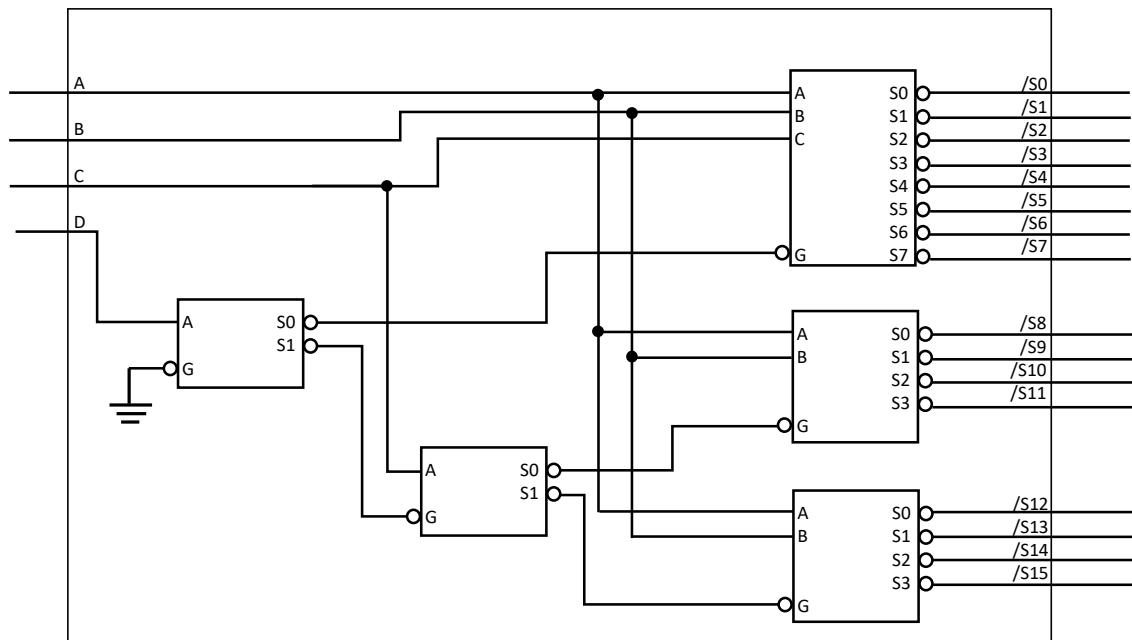 A
B
C
D
A
B
C
G
S0
S1
S2
S3
S4
S5
S6
S7
/S0
/S1
/S2
/S3
/S4
/S5
/S6
/S7
A
G
S0
S1
A
B
G
S0
S1
S2
S3
/S8
/S9
/S10
/S11
A
G
S0
S1
A
B
G
S0
S1
S2
S3
/S12
/S13
/S14
/S15